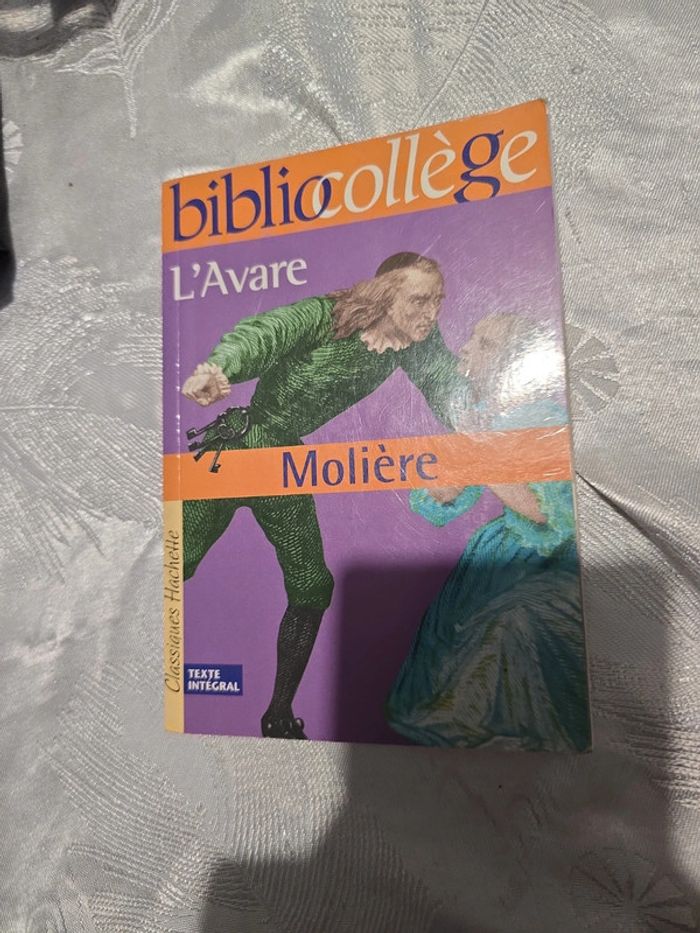 bibliocollège
L'Avare
Molière
Classiques Hachette
TEXTE
INTÉGRAL